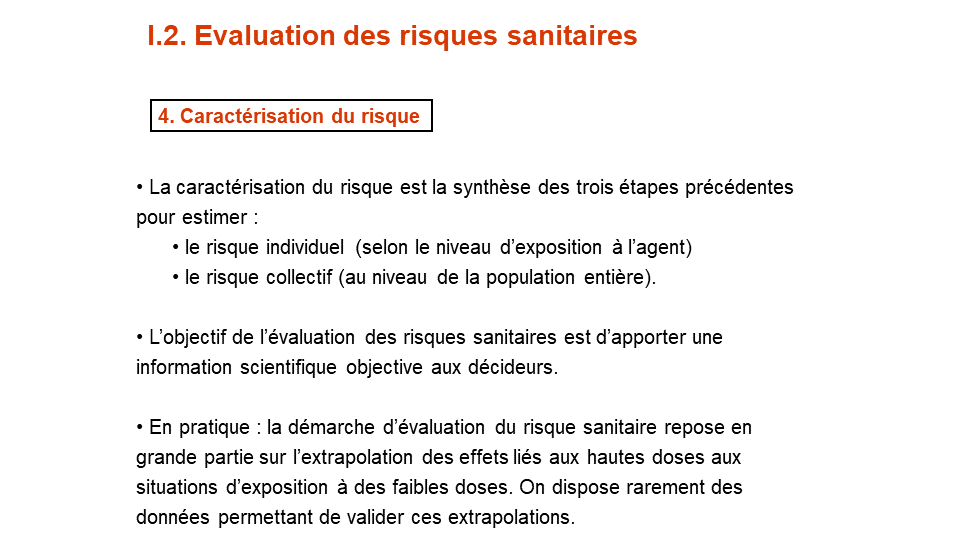 I.2. Evaluation des risques sanitaires
4. Caractérisation du risque
• La caractérisation du risque est la synthèse des trois étapes précédentes
pour estimer :
• le risque individuel (selon le niveau d’exposition à l’agent)
• le risque collectif (au niveau de la population entière).
• L’objectif de l’évaluation des risques sanitaires est d’apporter une
information scientifique objective aux décideurs.
• En pratique : la démarche d’évaluation du risque sanitaire repose en
grande partie sur l’extrapolation des effets liés aux hautes doses aux
situations d’exposition à des faibles doses. On dispose rarement des
données permettant de valider ces extrapolations.